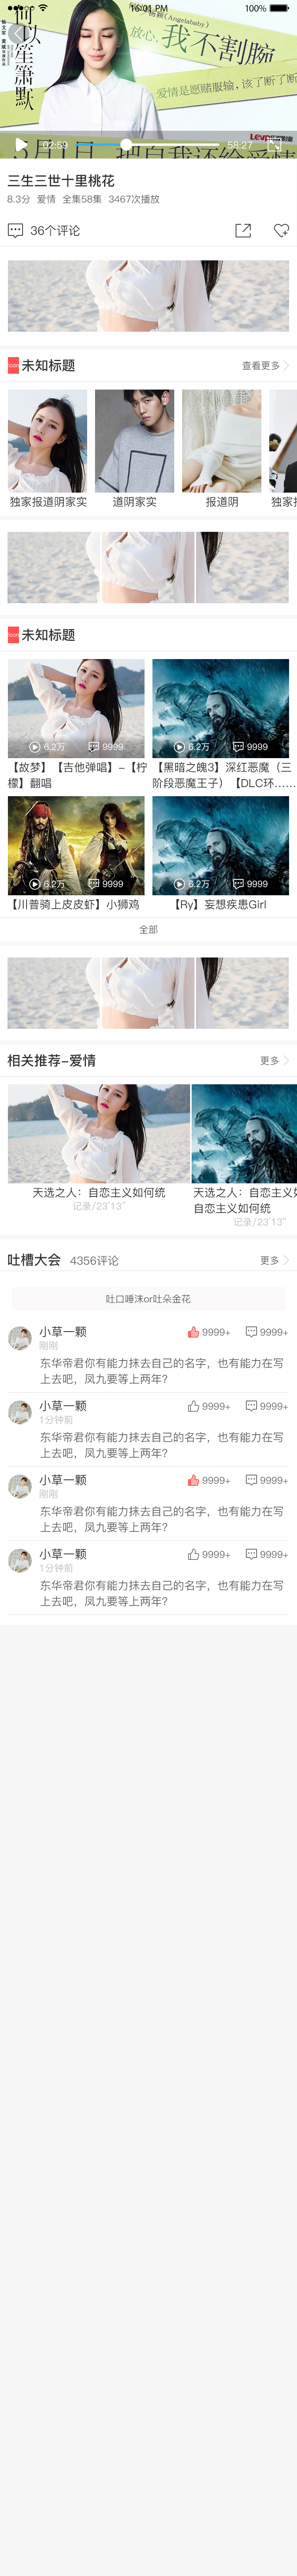 16:01 PM
100%
何以笙箫默
杨颖(Angelababy)
放心,我不割腕
爱情是愿赌服输,该了断了断
02:59
58:27
三生三世十里桃花
8.3分 爱情 全集58集 3467次播放
36个评论
未知标题
查看更多
独家报道阴家实
道阴家实
报道阴
未知标题
6.2万
9999
6.2万
9999
【故梦】【吉他弹唱】-【柠
檬】翻唱
【黑暗之魄3】深红恶魔（三
阶段恶魔王子）【DLC环……
6.2万
9999
6.2万
9999
【川普骑上皮皮虾】小狮鸡
【Ry】妄想疾患Girl
全部
相关推荐-爱情
更多
天选之人：自恋主义如何统
记录/23'13"
天选之人：自恋主义如
自恋主义如何统
记录/23'13"
吐槽大会 4356评论
更多
吐口唾沫or吐朵金花
小草一颗
9999+
9999+
刚刚
东华帝君你有能力抹去自己的名字，也有能力在写
上去吧，凤九要等上两年?
小草一颗
9999+
9999+
1分钟前
东华帝君你有能力抹去自己的名字，也有能力在写
上去吧，凤九要等上两年?
小草一颗
9999+
9999+
刚刚
东华帝君你有能力抹去自己的名字，也有能力在写
上去吧，凤九要等上两年?
小草一颗
9999+
9999+
1分钟前
东华帝君你有能力抹去自己的名字，也有能力在写
上去吧，凤九要等上两年?